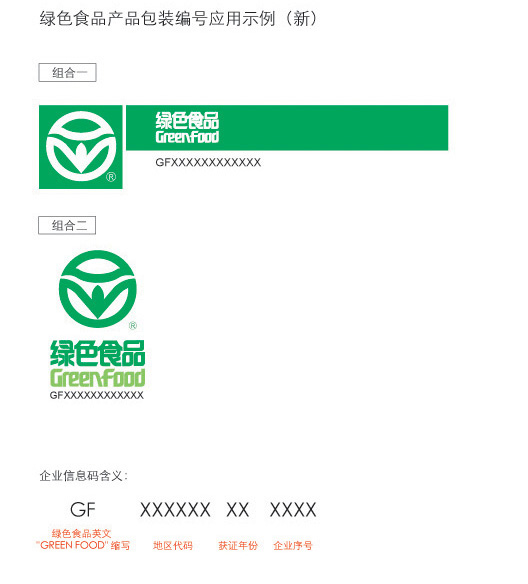 绿色食品产品包装编号应用示例（新）
组合一
绿色食品
GreenFood
®
GFXXXXXXXXXXXX
组合二
®
绿色食品
GreenFood
GFXXXXXXXXXXXX
企业信息码含义：
GF XXXXXX XX XXXX
绿色食品英文
"GREEN FOOD" 缩写 地区代码 获证年份 企业序号